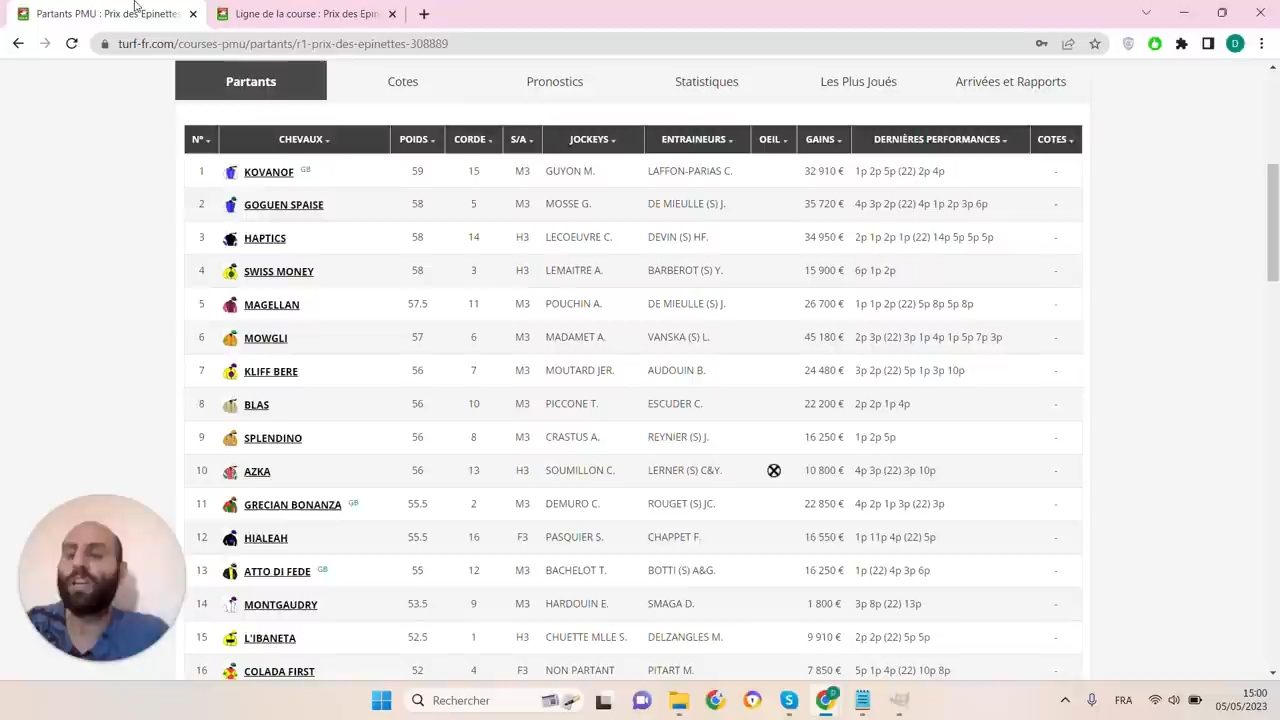 Partants PMU : Prix des Epinettes
Ligne de la course : Prix des Epin
turf-fr.com/courses-pmu/partants/r1-prix-des-epinettes-308889
D
Partants Cotes Pronostics Statistiques Les Plus Joués Arrivées et Rapports
N° CHEVAUX POIDS CORDE S/A JOCKEYS ENTRAINEURS OEIL GAINS DERNIÈRES PERFORMANCES COTES
1 KOVANOF GB 59 15 M3 GUYON M. LAFFON-PARIAS C. 32 910 € 1p 2p 5p (22) 2p 4p -
2 GOGUEN SPAISE 58 5 M3 MOSSE G. DE MIEULLE (S) J. 35 720 € 4p 3p 2p (22) 4p 1p 2p 3p 6p -
3 HAPTICS 58 14 H3 LECOEUVRE C. DEVIN (S) HF. 34 950 € 2p 1p 2p 1p (22) 14p 5p 5p 5p -
4 SWISS MONEY 58 3 H3 LEMAITRE A. BARBEROT (S) Y. 15 900 € 6p 1p 2p -
5 MAGELLAN 57.5 11 M3 POUCHIN A. DE MIEULLE (S) J. 26 700 € 1p 1p 2p (22) 5p 8p 5p 8p -
6 MOWGLI 57 6 M3 MADAMET A. VANSKA (S) L. 45 180 € 2p 3p (22) 3p 1p 4p 1p 5p 7p 3p -
7 KLIFF BERE 56 7 M3 MOUTARD JER. AUDOUIN B. 24 480 € 3p 2p (22) 5p 1p 3p 10p -
8 BLAS 56 10 M3 PICCONE T. ESCUDER C. 22 200 € 2p 2p 1p 4p -
9 SPLENDINO 56 8 M3 CRASTUS A. REYNIER (S) J. 16 250 € 1p 2p 5p -
10 AZKA 56 13 H3 SOUMILLON C. LERNER (S) C&Y. 10 800 € 4p 3p (22) 3p 10p -
11 GRECIAN BONANZA GB 55.5 2 M3 DEMURO C. ROUGET (S) JC. 22 850 € 4p 2p 1p 3p (22) 3p -
12 HIALEAH 55.5 16 F3 PASQUIER S. CHAPPET F. 16 550 € 1p 11p 4p (22) 5p -
13 ATTO DI FEDE GB 55 12 M3 BACHELOT T. BOTTI (S) A&G. 16 250 € 1p (22) 4p 3p 6p -
14 MONTGAUDRY 53.5 9 M3 HARDOUIN E. SMAGA D. 1 800 € 3p 8p (22) 13p -
15 L'IBANETA 52.5 1 H3 CHUETTE MLLE S. DELZANGLES M. 9 910 € 2p 2p (22) 5p 5p -
16 COLADA FIRST 52 4 F3 NON PARTANT PITART M. 7 850 € 5p 1p 4p (22) 10p 8p -
Rechercher FRA 15:00
05/05/2023